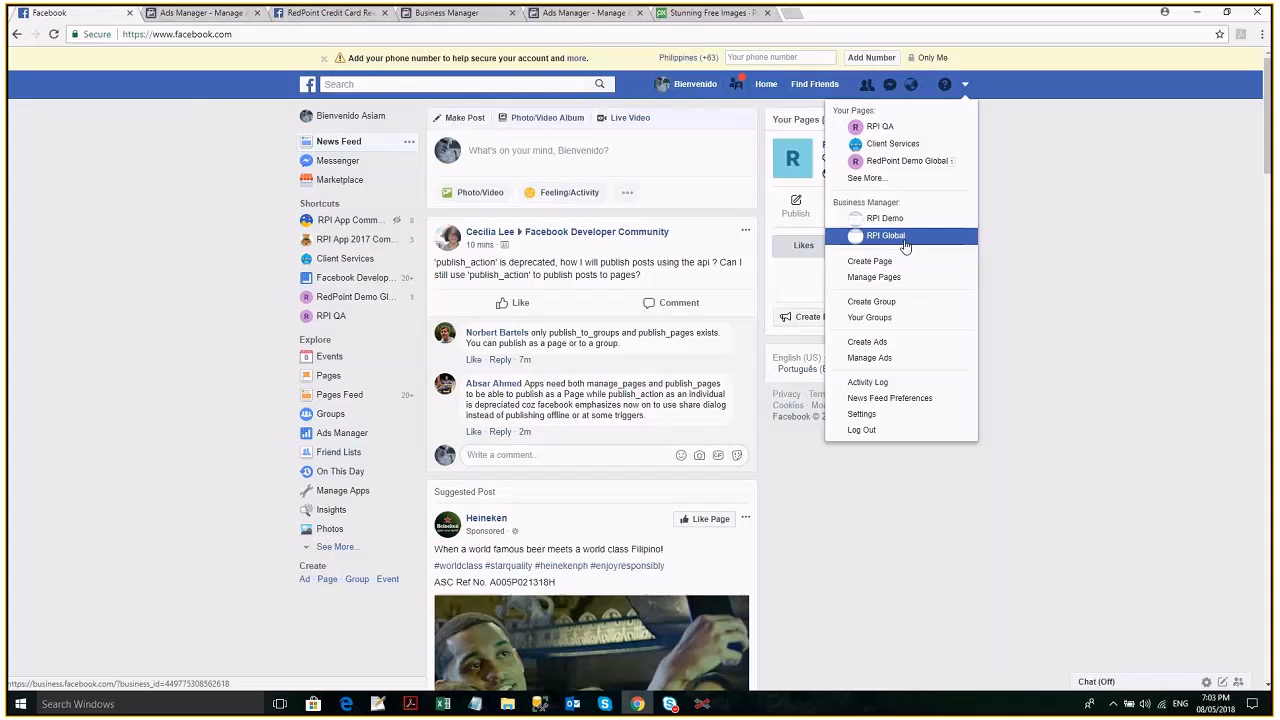 Facebook
Ads Manager - Manage A
RedPoint Credit Card Rew
Business Manager
Ads Manager - Manage A
Stunning Free Images · P
Secure
https://www.facebook.com
Add your phone number to help secure your account and more.
Philippines (+63)
Your phone number
Add Number
Only Me
Search
Bienvenido
Home
Find Friends
Bienvenido Asiam
News Feed
Messenger
Marketplace
Shortcuts
RPI App Comm... 8
RPI App 2017 Com... 4
Client Services
Facebook Develop... 20+
RedPoint Demo Gl... 1
RPI QA
Explore
Events
Pages
Pages Feed 20+
Groups
Ads Manager
Friend Lists
On This Day
Manage Apps
Insights
Photos
See More...
Create
Ad · Page · Group · Event
Make Post
Photo/Video Album
Live Video
What's on your mind, Bienvenido?
Photo/Video
Feeling/Activity
Cecilia Lee ▸ Facebook Developer Community
10 mins
'publish_action' is deprecated, how I will publish posts using the api ? Can I
still use 'publish_action' to publish posts to pages?
Like
Comment
Norbert Bartels only publish_to_groups and publish_pages exists.
You can publish as a page or to a group.
Like · Reply · 7m
Absar Ahmed Apps need both manage_pages and publish_pages
to be able to publish as a Page while publish_action as an individual
is depreciated coz facebook emphasizes now on to use share dialog
instead of publishing offline or at some triggers.
Like · Reply · 2m
Write a comment...
Suggested Post
Heineken
Sponsored ·
Like Page
When a world famous beer meets a world class Filipino!
#worldclass #starquality #heinekenph #enjoyresponsibly
ASC Ref No. A005P021318H
Your Pages (
R
Publish
Likes
Create P
English (US) ·
Português (B
Privacy · Term
Cookies · Mor
Facebook © 2
Your Pages:
RPI QA
Client Services
RedPoint Demo Global 1
See More...
Business Manager:
RPI Demo
RPI Global
Create Page
Manage Pages
Create Group
Your Groups
Create Ads
Manage Ads
Activity Log
News Feed Preferences
Settings
Log Out
Chat (Off)
https://business.facebook.com/?business_id=449775308562618
Search Windows
ENG
7:03 PM
08/05/2018